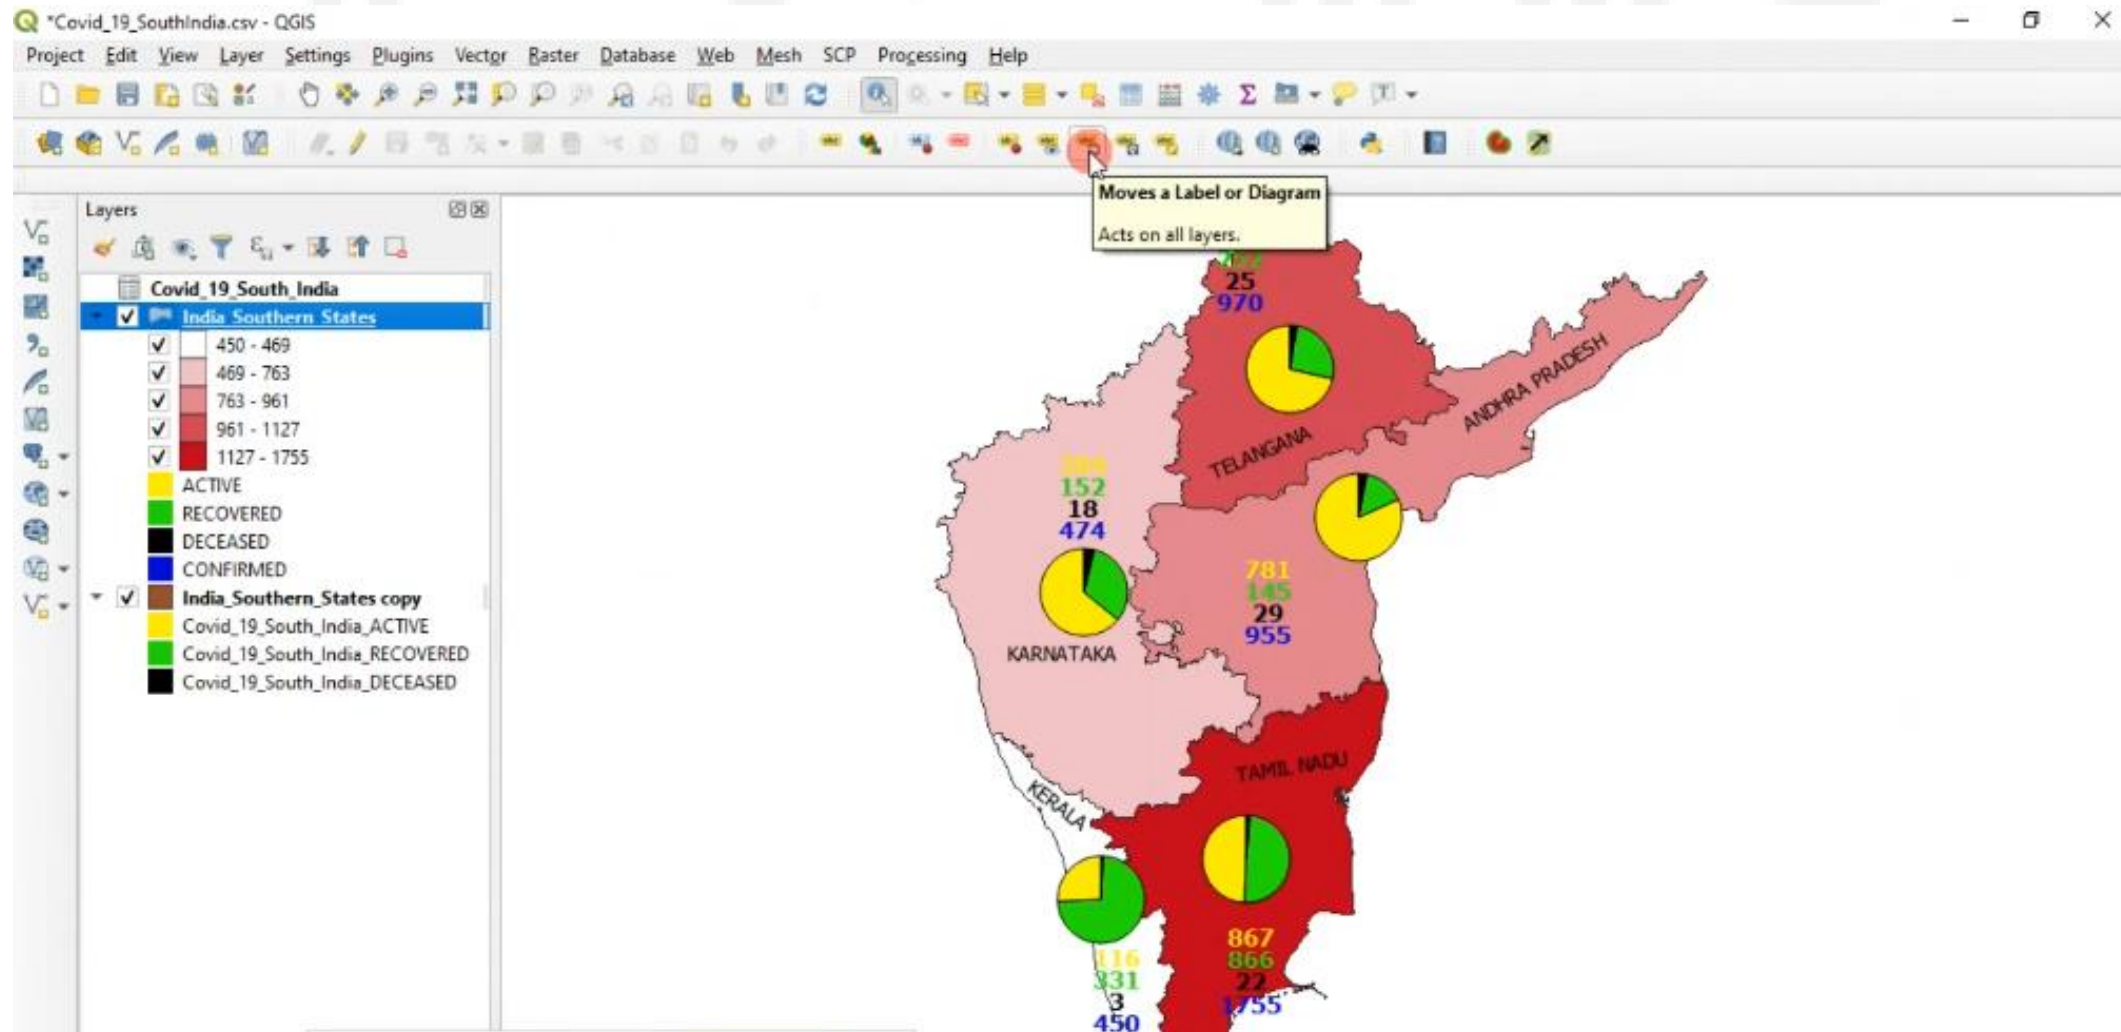 *Covid_19_SouthIndia.csv - QGIS
Project Edit View Layer Settings Plugins Vector Raster Database Web Mesh SCP Processing Help
Moves a Label or Diagram
Acts on all layers.
Layers
Covid_19_South_India
India_Southern_States
450 - 469
469 - 763
763 - 961
961 - 1127
1127 - 1755
ACTIVE
RECOVERED
DECEASED
CONFIRMED
India_Southern_States copy
Covid_19_South_India_ACTIVE
Covid_19_South_India_RECOVERED
Covid_19_South_India_DECEASED
25
970
TELANGANA
ANDHRA PRADESH
152
18
474
KARNATAKA
781
145
29
955
KERALA
TAMIL NADU
116
331
3
450
867
866
22
1755